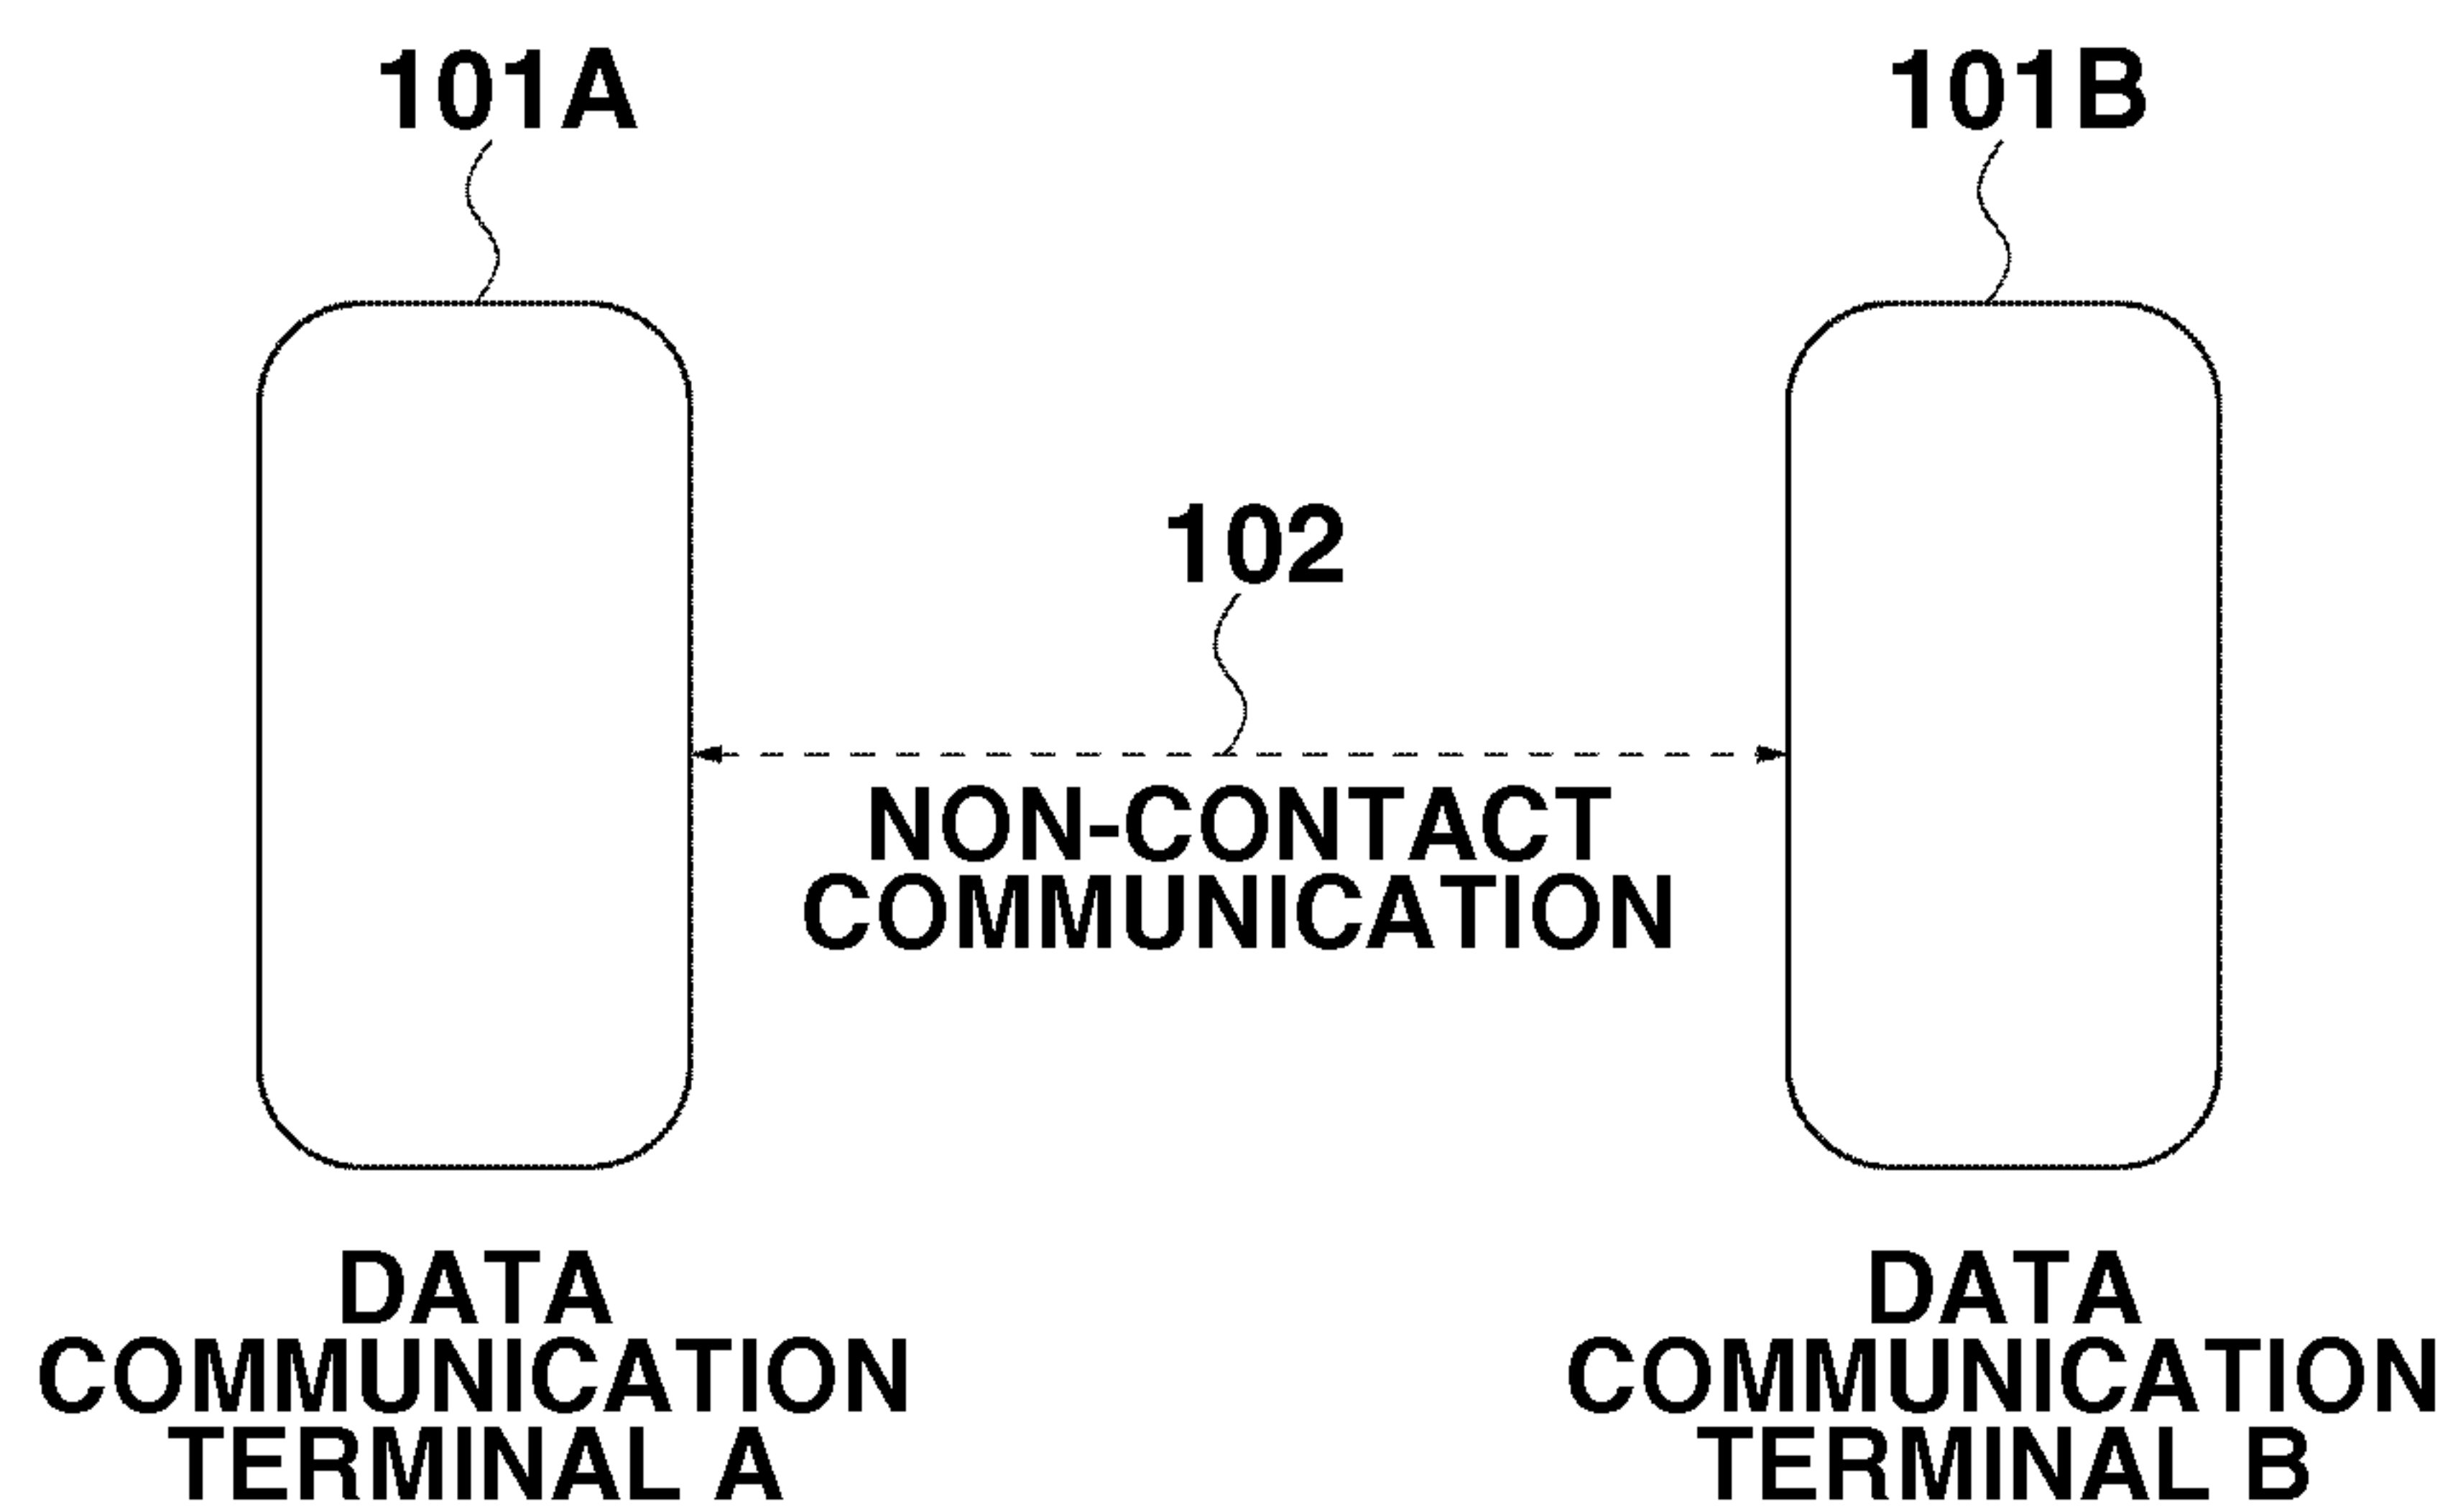 101A
101B
102
NON-CONTACT
COMMUNICATION
DATA
COMMUNICATION
TERMINAL A
DATA
COMMUNICATION
TERMINAL B